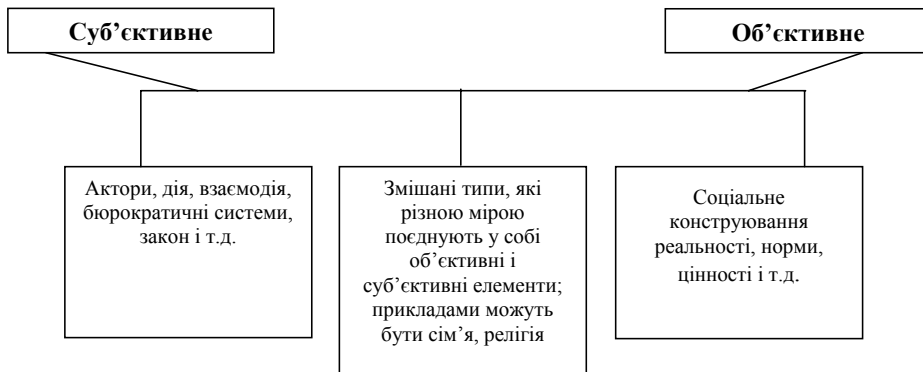 Суб’єктивне
Об’єктивне
Актори, дія, взаємодія,
бюрократичні системи,
закон і т.д.
Змішані типи, які
різною мірою
поєднують у собі
об’єктивні і
суб’єктивні елементи;
прикладами можуть
бути сім’я, релігія
Соціальне
конструювання
реальності, норми,
цінності і т.д.